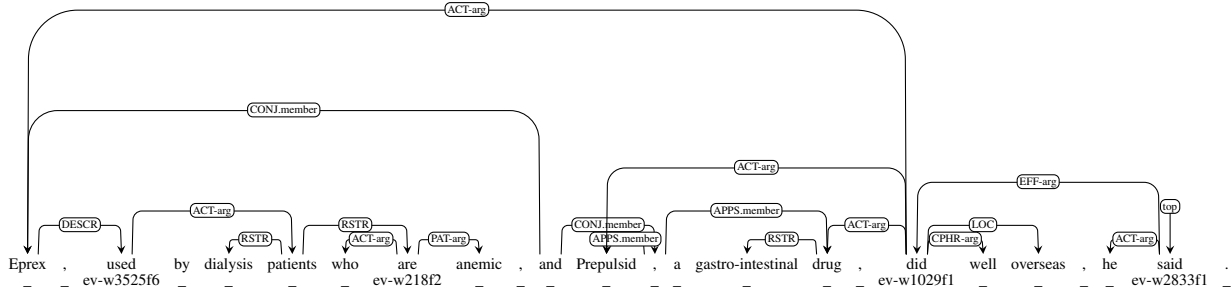 ACT-arg
CONJ.member
ACT-arg
EFF-arg
ACT-arg APPS.member top
DESCR RSTR CONJ.member ACT-arg LOC
RSTR ACT-arg PAT-arg APPS.member RSTR CPHR-arg ACT-arg
Eprex , used by dialysis patients who are anemic , and Prepulsid , a gastro-intestinal drug , did well overseas , he said .
_ _ ev-w3525f6 _ _ _ _ ev-w218f2 _ _ _ _ _ _ _ _ _ ev-w1029f1 _ _ _ _ ev-w2833f1 _